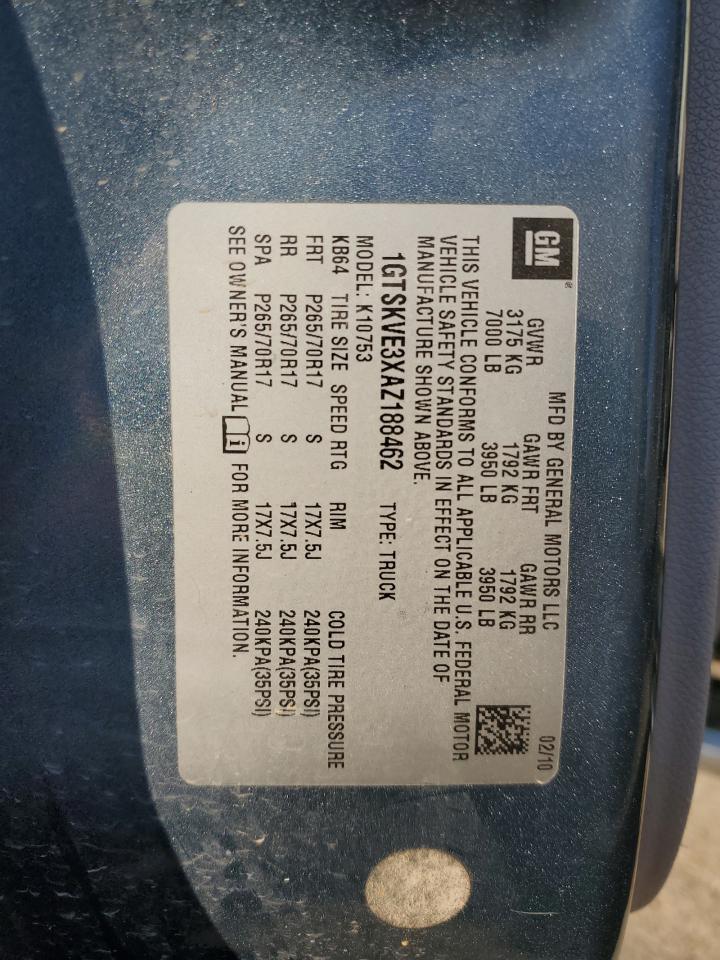 GM®
MFD BY GENERAL MOTORS LLC
02/10
GVWR GAWR FRT GAWR RR
3175 KG 1792 KG 1792 KG
7000 LB 3950 LB 3950 LB
THIS VEHICLE CONFORMS TO ALL APPLICABLE U.S. FEDERAL MOTOR
VEHICLE SAFETY STANDARDS IN EFFECT ON THE DATE OF
MANUFACTURE SHOWN ABOVE.
1GTSKVE3XAZ188462 TYPE: TRUCK
MODEL: K10753
KB64 TIRE SIZE SPEED RTG RIM COLD TIRE PRESSURE
FRT P265/70R17 S 17X7.5J 240KPA(35PSI)
RR P265/70R17 S 17X7.5J 240KPA(35PSI)
SPA P265/70R17 S 17X7.5J 240KPA(35PSI)
SEE OWNER'S MANUAL i FOR MORE INFORMATION.